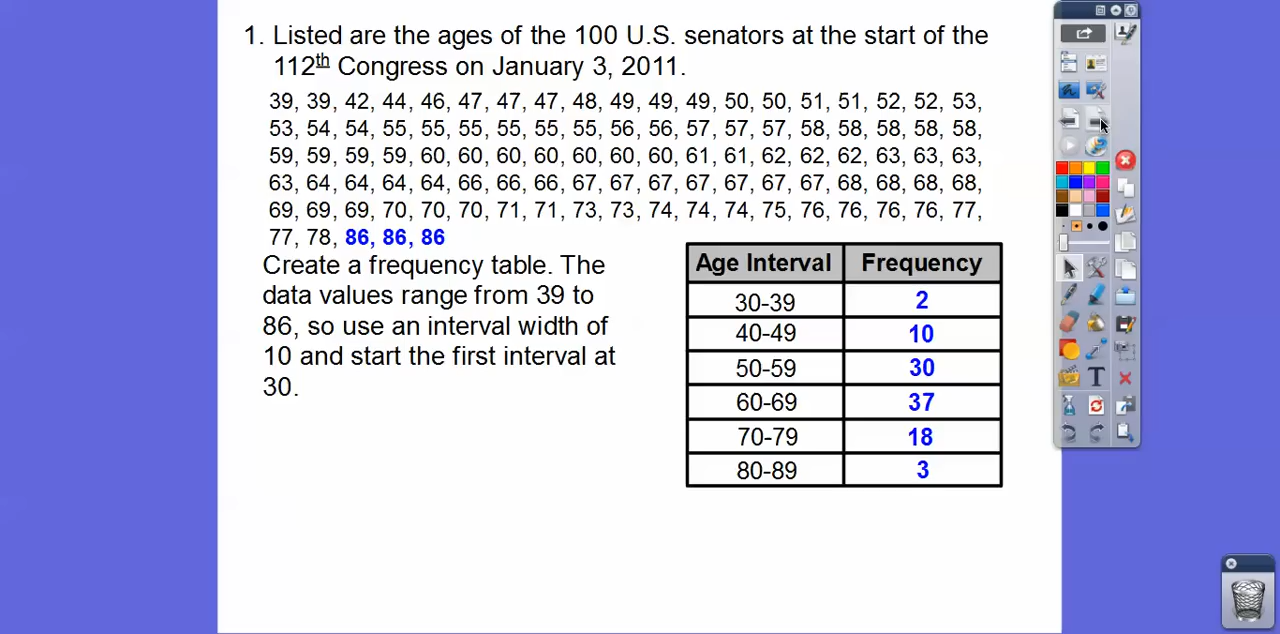 1. Listed are the ages of the 100 U.S. senators at the start of the
112th Congress on January 3, 2011.
39, 39, 42, 44, 46, 47, 47, 47, 48, 49, 49, 49, 50, 50, 51, 51, 52, 52, 53,
53, 54, 54, 55, 55, 55, 55, 55, 55, 56, 56, 57, 57, 57, 58, 58, 58, 58, 58,
59, 59, 59, 59, 60, 60, 60, 60, 60, 60, 60, 61, 61, 62, 62, 62, 63, 63, 63,
63, 64, 64, 64, 64, 66, 66, 66, 67, 67, 67, 67, 67, 67, 67, 68, 68, 68, 68,
69, 69, 69, 70, 70, 70, 71, 71, 73, 73, 74, 74, 74, 75, 76, 76, 76, 76, 77,
77, 78, 86, 86, 86
Create a frequency table. The
data values range from 39 to
86, so use an interval width of
10 and start the first interval at
30.
Age Interval Frequency
30-39 2
40-49 10
50-59 30
60-69 37
70-79 18
80-89 3